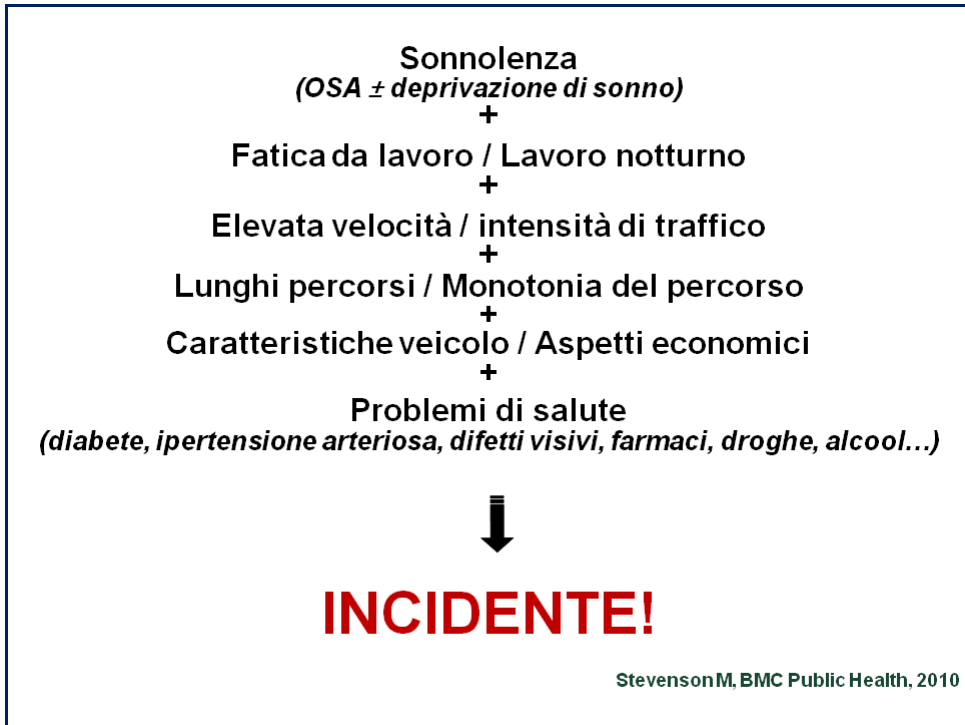 Sonnolenza
(OSA ± deprivazione di sonno)
+
Fatica da lavoro / Lavoro notturno
+
Elevata velocità / intensità di traffico
+
Lunghi percorsi / Monotonia del percorso
+
Caratteristiche veicolo / Aspetti economici
+
Problemi di salute
(diabete, ipertensione arteriosa, difetti visivi, farmaci, droghe, alcool…)
INCIDENTE!
Stevenson M, BMC Public Health, 2010